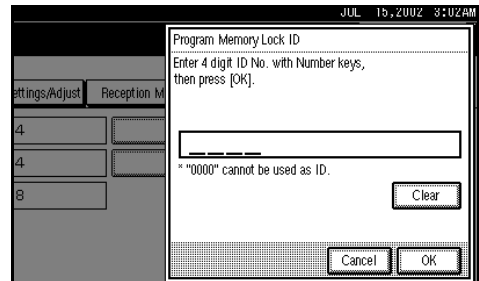 JUL 15,2002 3:02AM
Program Memory Lock ID
Enter 4 digit ID No. with Number keys,
then press [OK].
ettings/Adjust Reception M
4
4
8
_ _ _ _
* "0000" cannot be used as ID.
Clear
Cancel OK